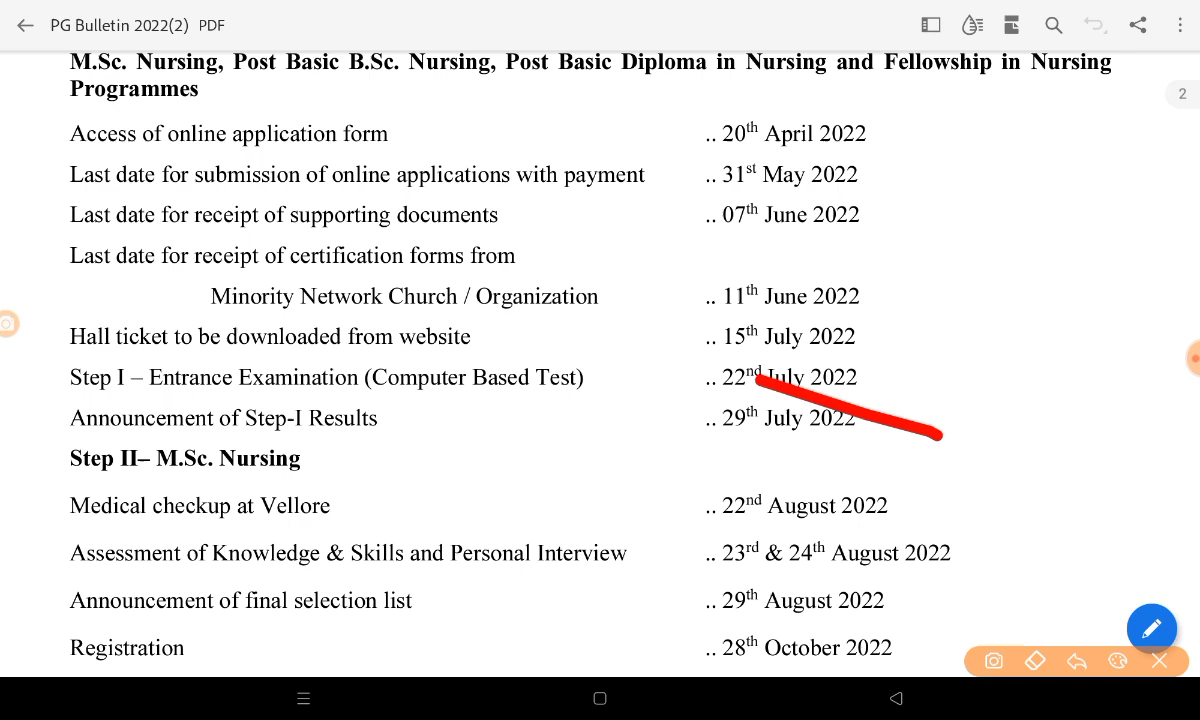 PG Bulletin 2022(2) PDF
M.Sc. Nursing, Post Basic B.Sc. Nursing, Post Basic Diploma in Nursing and Fellowship in Nursing
Programmes
2
Access of online application form .. 20th April 2022
Last date for submission of online applications with payment .. 31st May 2022
Last date for receipt of supporting documents .. 07th June 2022
Last date for receipt of certification forms from
Minority Network Church / Organization .. 11th June 2022
Hall ticket to be downloaded from website .. 15th July 2022
Step I – Entrance Examination (Computer Based Test) .. 22nd July 2022
Announcement of Step-I Results .. 29th July 2022
Step II– M.Sc. Nursing
Medical checkup at Vellore .. 22nd August 2022
Assessment of Knowledge & Skills and Personal Interview .. 23rd & 24th August 2022
Announcement of final selection list .. 29th August 2022
Registration .. 28th October 2022